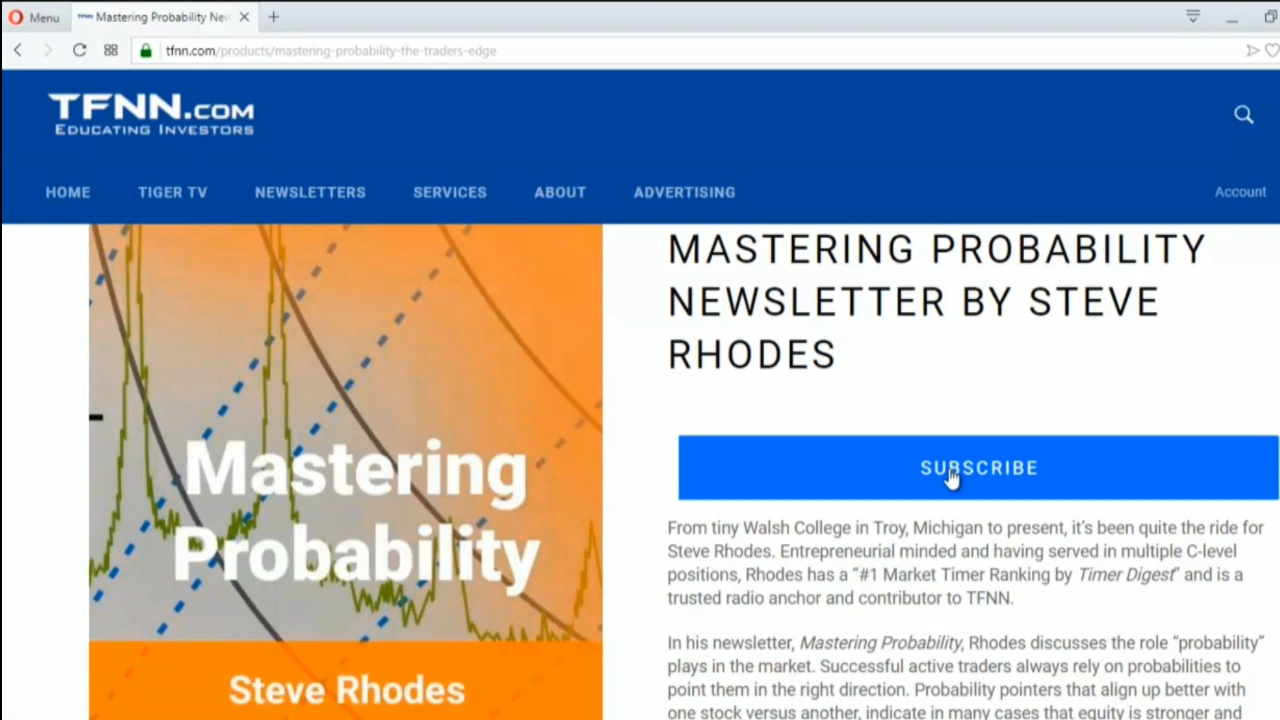 Menu
Mastering Probability New
tfnn.com/products/mastering-probability-the-traders-edge
TFNN.COM
EDUCATING INVESTORS
HOME TIGER TV NEWSLETTERS SERVICES ABOUT ADVERTISING Account
MASTERING PROBABILITY
NEWSLETTER BY STEVE
RHODES
Mastering
Probability
Steve Rhodes
SUBSCRIBE
From tiny Walsh College in Troy, Michigan to present, it's been quite the ride for
Steve Rhodes. Entrepreneurial minded and having served in multiple C-level
positions, Rhodes has a “#1 Market Timer Ranking by Timer Digest” and is a
trusted radio anchor and contributor to TFNN.
In his newsletter, Mastering Probability, Rhodes discusses the role “probability”
plays in the market. Successful active traders always rely on probabilities to
point them in the right direction. Probability pointers that align up better with
one stock versus another, indicate in many cases that equity is stronger and